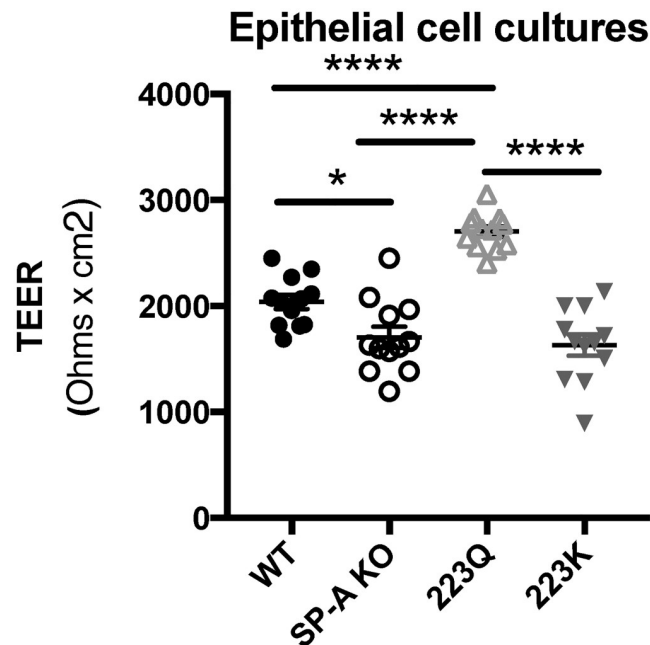 Epithelial cell cultures
****
4000
****
****
3000
*
TEER
(Ohms x cm2)
2000
1000
0
WT
SP-A KO
223Q
223K